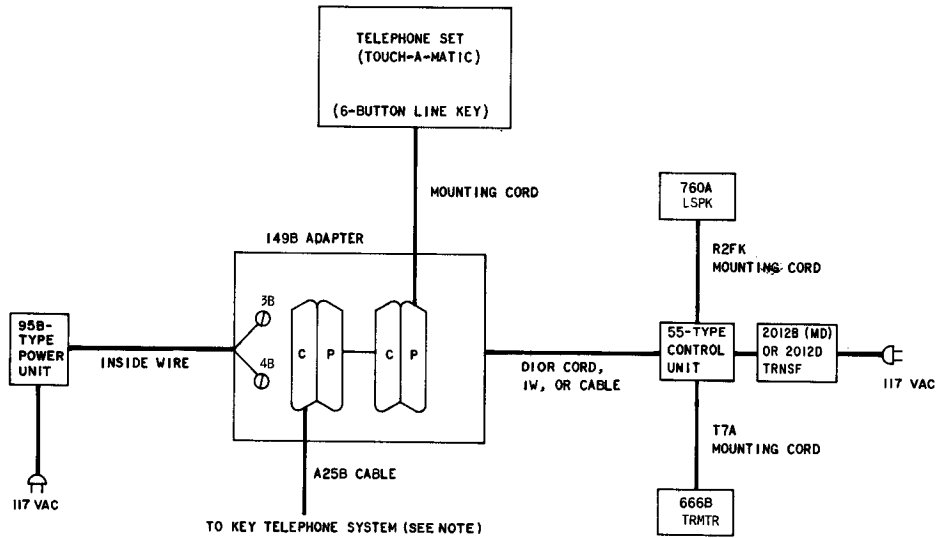 TELEPHONE SET
(TOUCH-A-MATIC)
(6-BUTTON LINE KEY)
MOUNTING CORD
760A
LSPK
149B ADAPTER
R2FK
MOUNTING CORD
3B
95B-
TYPE
POWER
UNIT
INSIDE WIRE
4B
C P
C P
D10R CORD,
IW, OR CABLE
55-TYPE
CONTROL
UNIT
2012B (MD)
OR 2012D
TRNSF
117 VAC
T7A
MOUNTING CORD
A25B CABLE
117 VAC
666B
TRMTR
TO KEY TELEPHONE SYSTEM (SEE NOTE)